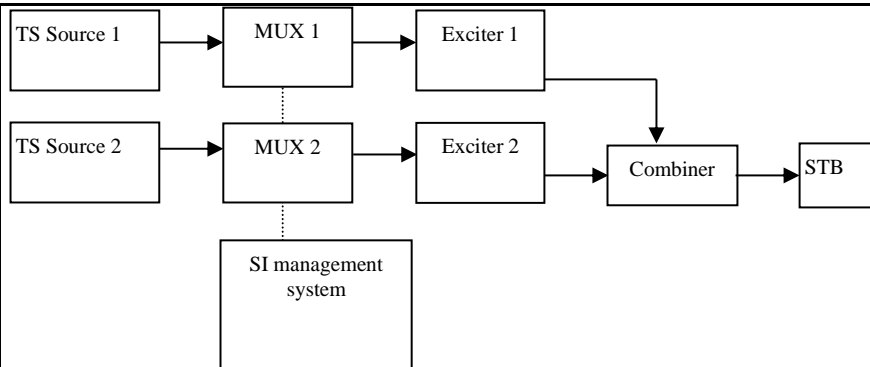 TS Source 1
MUX 1
Exciter 1
TS Source 2
MUX 2
Exciter 2
Combiner
STB
SI management
system